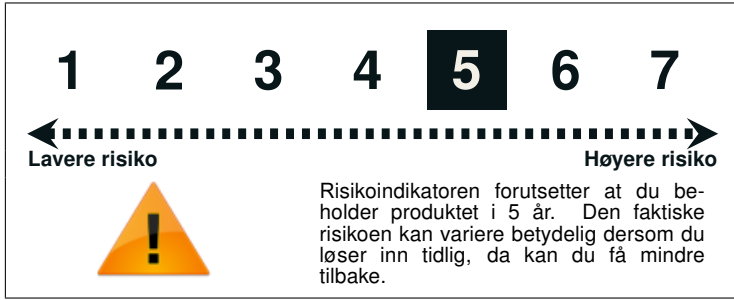 1 2 3 4 5 6 7
Lavere risiko Høyere risiko
Risikoindikatoren forutsetter at du be-
holder produktet i 5 år. Den faktiske
risikoen kan variere betydelig dersom du
løser inn tidlig, da kan du få mindre
tilbake.